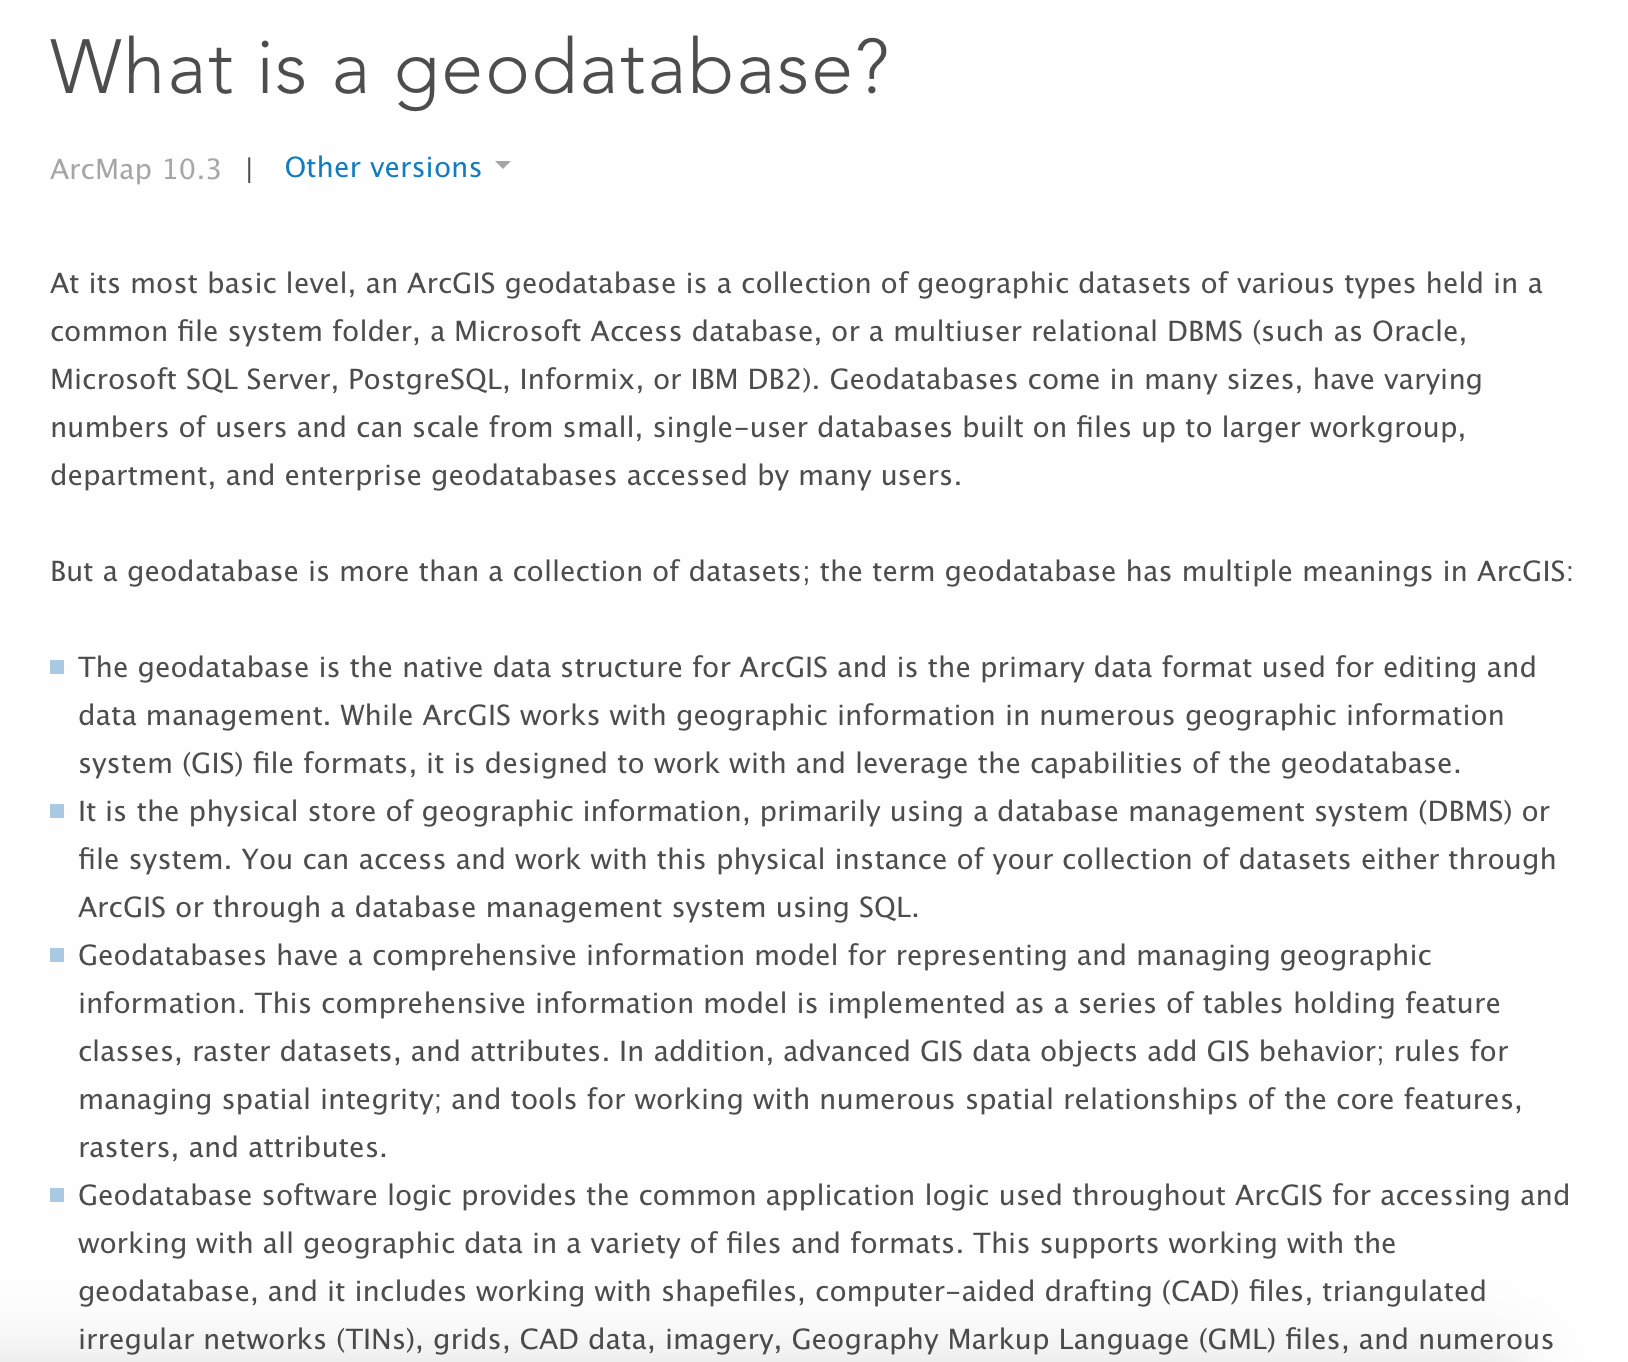 What is a geodatabase?
ArcMap 10.3 | Other versions
At its most basic level, an ArcGIS geodatabase is a collection of geographic datasets of various types held in a
common file system folder, a Microsoft Access database, or a multiuser relational DBMS (such as Oracle,
Microsoft SQL Server, PostgreSQL, Informix, or IBM DB2). Geodatabases come in many sizes, have varying
numbers of users and can scale from small, single-user databases built on files up to larger workgroup,
department, and enterprise geodatabases accessed by many users.
But a geodatabase is more than a collection of datasets; the term geodatabase has multiple meanings in ArcGIS:
The geodatabase is the native data structure for ArcGIS and is the primary data format used for editing and
data management. While ArcGIS works with geographic information in numerous geographic information
system (GIS) file formats, it is designed to work with and leverage the capabilities of the geodatabase.
It is the physical store of geographic information, primarily using a database management system (DBMS) or
file system. You can access and work with this physical instance of your collection of datasets either through
ArcGIS or through a database management system using SQL.
Geodatabases have a comprehensive information model for representing and managing geographic
information. This comprehensive information model is implemented as a series of tables holding feature
classes, raster datasets, and attributes. In addition, advanced GIS data objects add GIS behavior; rules for
managing spatial integrity; and tools for working with numerous spatial relationships of the core features,
rasters, and attributes.
Geodatabase software logic provides the common application logic used throughout ArcGIS for accessing and
working with all geographic data in a variety of files and formats. This supports working with the
geodatabase, and it includes working with shapefiles, computer-aided drafting (CAD) files, triangulated
irregular networks (TINs), grids, CAD data, imagery, Geography Markup Language (GML) files, and numerous